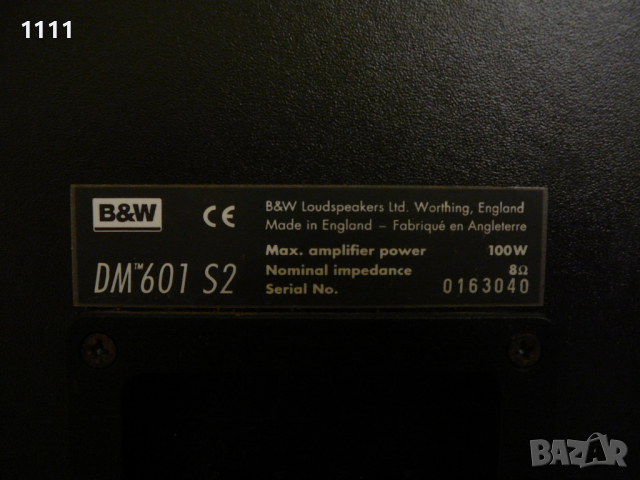 1111
B&W
CE
B&W Loudspeakers Ltd. Worthing, England
Made in England – Fabriqué en Angleterre
DM™601 S2
Max. amplifier power 100W
Nominal impedance 8Ω
Serial No. 0163040
BAZAR